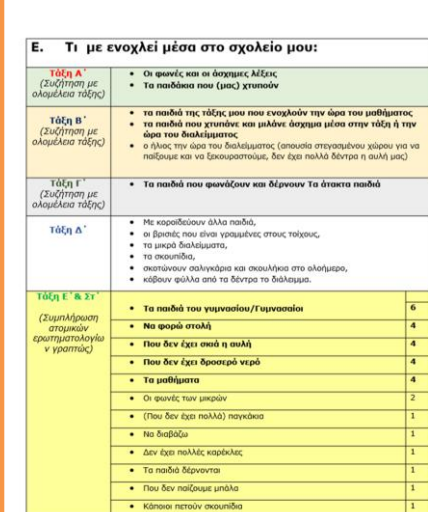 Ε. Τι με ενοχλεί μέσα στο σχολείο μου:
Τάξη Α΄
(Συζήτηση με
ολομέλεια τάξης)
• Οι φωνές και οι άσχημες λέξεις
• Τα παιδάκια που (μας) χτυπούν
Τάξη Β΄
(Συζήτηση με
ολομέλεια τάξης)
• τα παιδιά της τάξης μου που ενοχλούν την ώρα του μαθήματος
• τα παιδιά που χτυπάνε και μιλάνε άσχημα μέσα στην τάξη ή την
ώρα του διαλείμματος
• ο ήλιος την ώρα του διαλείμματος (απουσία στεγασμένου χώρου για να
παίξουμε και να ξεκουραστούμε, δεν έχει πολλά δέντρα η αυλή μας)
Τάξη Γ΄
(Συζήτηση με
ολομέλεια τάξης)
• Τα παιδιά που φωνάζουν και δέρνουν Τα άτακτα παιδιά
Τάξη Δ΄
• Με κοροϊδεύουν άλλα παιδιά,
• οι βρισιές που είναι γραμμένες στους τοίχους,
• τα μικρά διαλείμματα,
• τα σκουπίδια,
• σκοτώνουν σαλιγκάρια και σκουλήκια στο ολοήμερο,
• κόβουν φύλλα από τα δέντρα το διάλειμμα.
Τάξη Ε΄& Στ΄
(Συμπλήρωση
ατομικών
ερωτηματολογίω
ν γραπτώς)
• Τα παιδιά του γυμνασίου/Γυμνασίοι 6
• Να φορώ στολή 4
• Που δεν έχει σκιά η αυλή 4
• Που δεν έχει δροσερό νερό 4
• Τα μαθήματα 4
• Οι φωνές των μικρών 2
• (Που δεν έχει πολλά) παγκάκια 1
• Να διαβάζω 1
• Δεν έχει πολλές καρέκλες 1
• Τα παιδιά δέρνονται 1
• Που δεν παίζουμε μπάλα 1
• Κάποιοι πετούν σκουπίδια 1